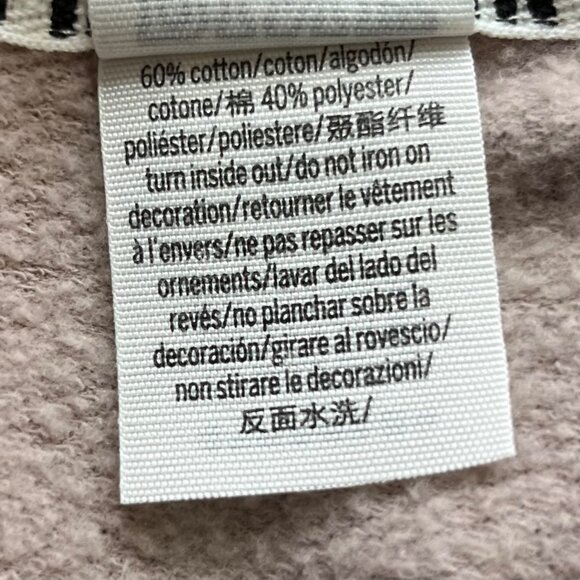 60% cotton/coton/algodón/
cotone/棉 40% polyester/
poliéster/poliestere/聚酯纤维
turn inside out/do not iron on
decoration/retourner le vêtement
à l'envers/ne pas repasser sur les
ornements/lavar del lado del
revés/no planchar sobre la
decoración/girare al rovescio/
non stirare le decorazioni/
反面水洗/